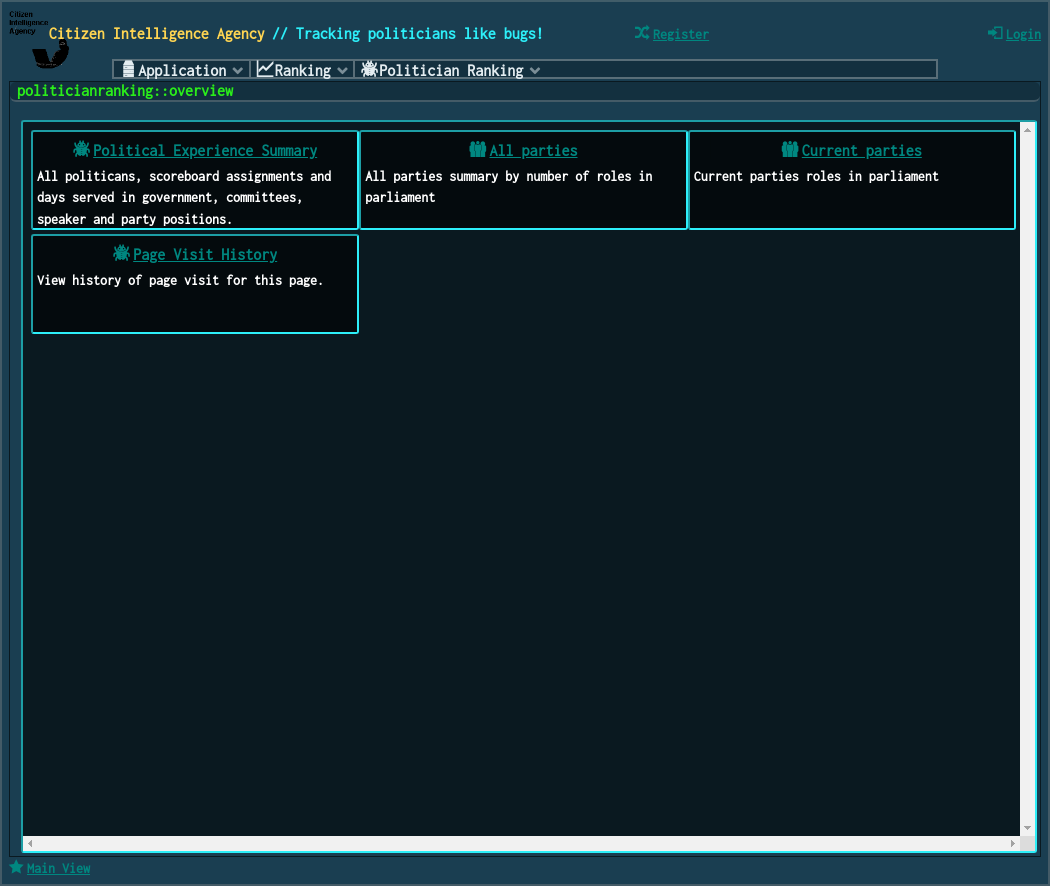 Citizen
Intelligence
Agency
Citizen Intelligence Agency // Tracking politicians like bugs!
Register
Login
Application
Ranking
Politician Ranking
politicianranking::overview
Political Experience Summary
All politicans, scoreboard assignments and
days served in government, committees,
speaker and party positions.
All parties
All parties summary by number of roles in
parliament
Current parties
Current parties roles in parliament
Page Visit History
View history of page visit for this page.
Main View